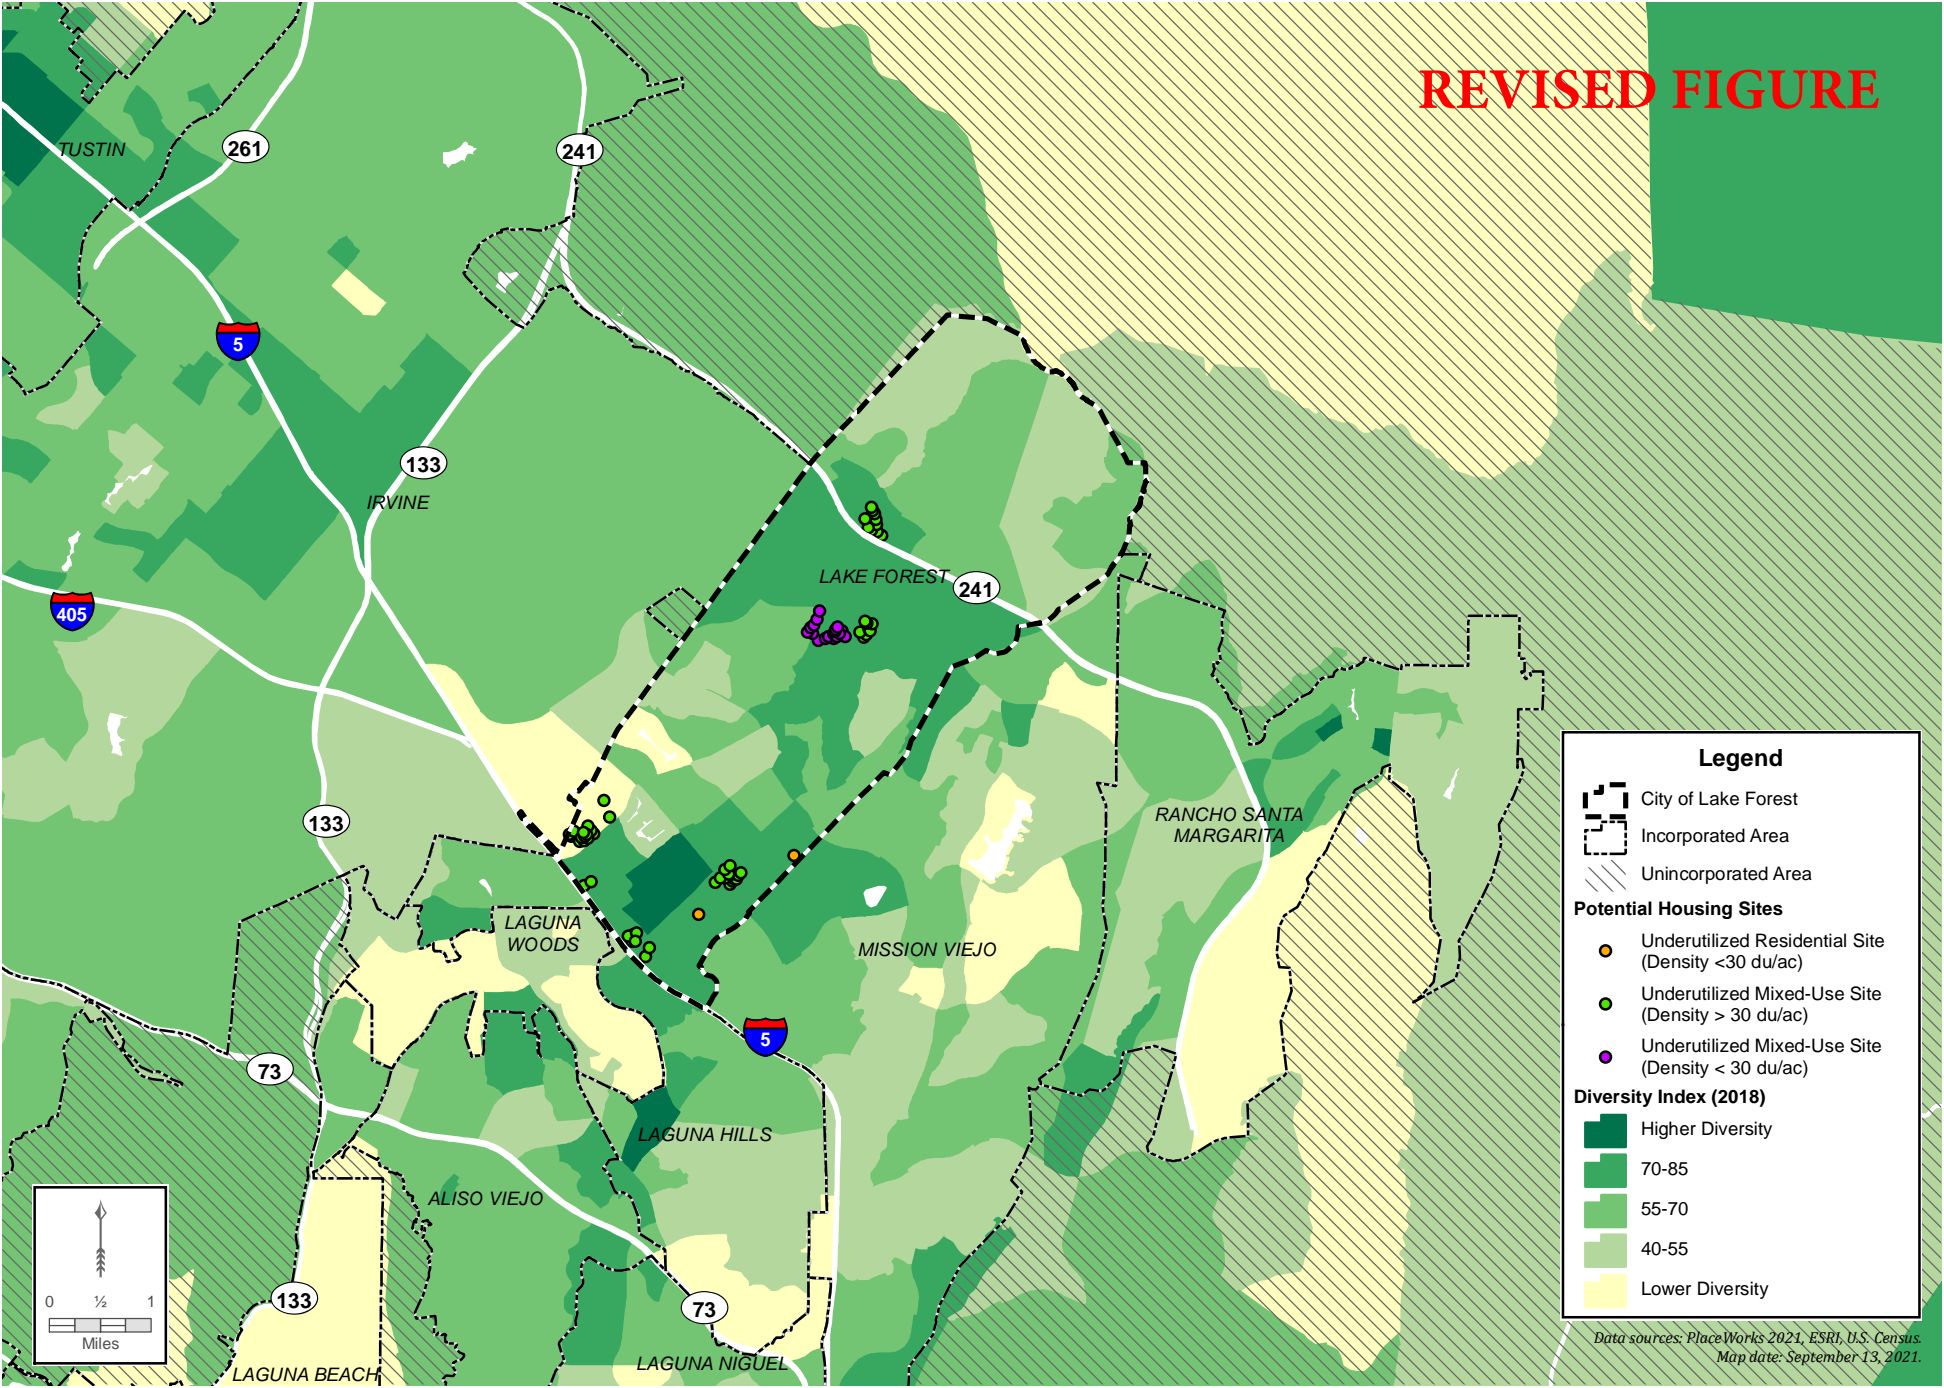 REVISED FIGURE
TUSTIN
261
241
5
133
IRVINE
LAKE FOREST
241
405
133
RANCHO SANTA
MARGARITA
LAGUNA
WOODS
MISSION VIEJO
5
73
LAGUNA HILLS
ALISO VIEJO
133
73
LAGUNA NIGUEL
LAGUNA BEACH
0 ½ 1
Miles
Legend
City of Lake Forest
Incorporated Area
Unincorporated Area
Potential Housing Sites
Underutilized Residential Site
(Density <30 du/ac)
Underutilized Mixed-Use Site
(Density > 30 du/ac)
Underutilized Mixed-Use Site
(Density < 30 du/ac)
Diversity Index (2018)
Higher Diversity
70-85
55-70
40-55
Lower Diversity
Data sources: PlaceWorks 2021, ESRI, U.S. Census.
Map date: September 13, 2021.